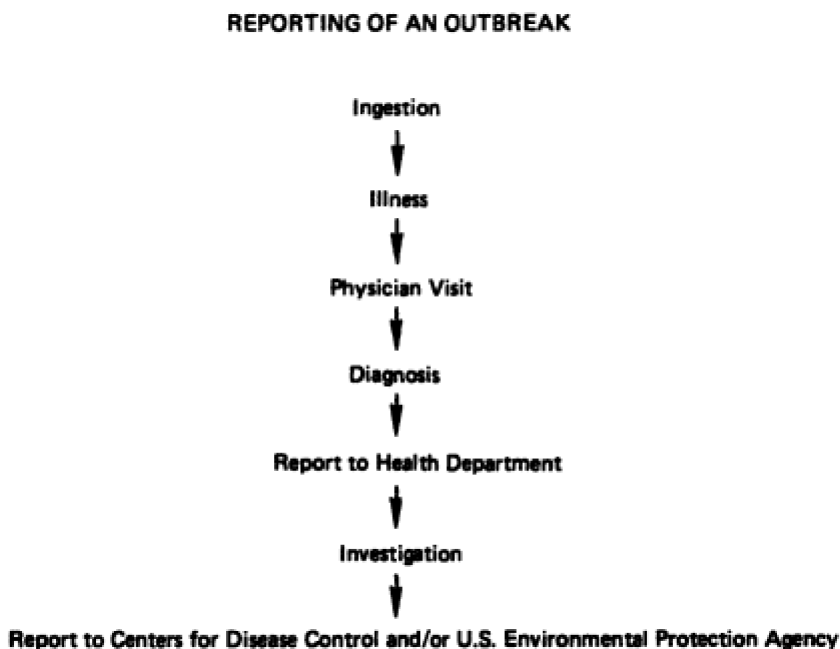 REPORTING OF AN OUTBREAK
Ingestion
Illness
Physician Visit
Diagnosis
Report to Health Department
Investigation
Report to Centers for Disease Control and/or U.S. Environmental Protection Agency